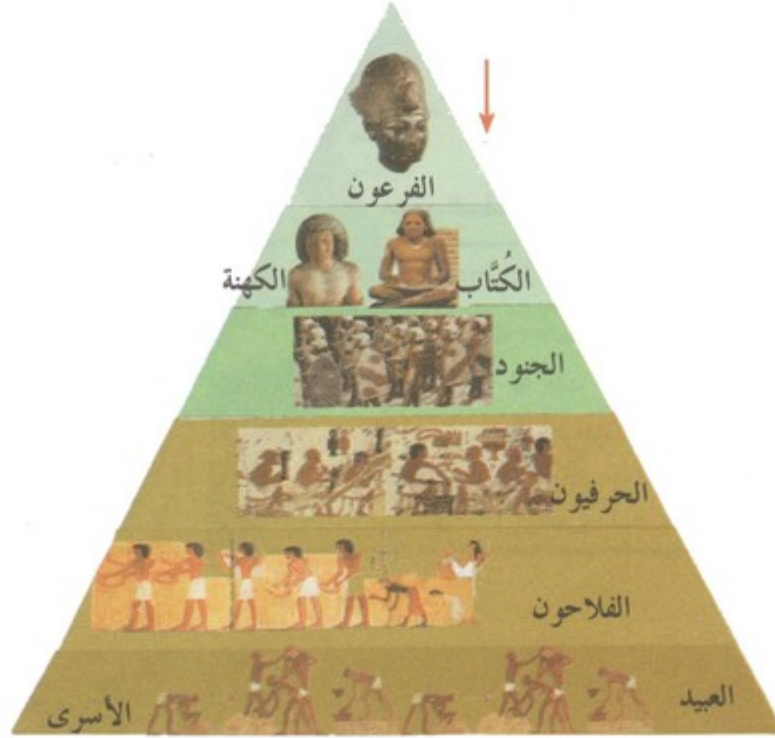 الفرعون
الكُتَّاب الكهنة
الجنود
الحرفيون
الفلاحون
العبيد الأسرى